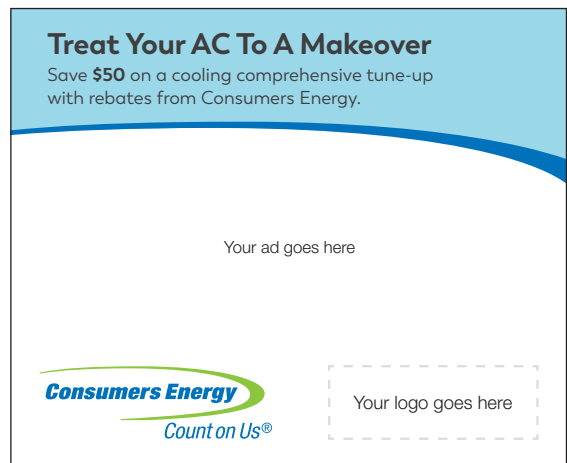 Treat Your AC To A Makeover
Save $50 on a cooling comprehensive tune-up
with rebates from Consumers Energy.
Your ad goes here
Consumers Energy
Count on Us®
Your logo goes here